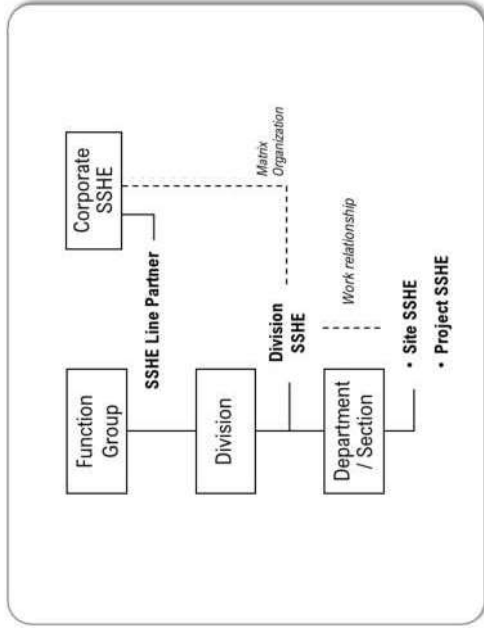 Function
Group
Corporate
SSHE
SSHE Line Partner
Division
Matrix
Organization
Division
SSHE
Work relationship
Department
/ Section
• Site SSHE
• Project SSHE